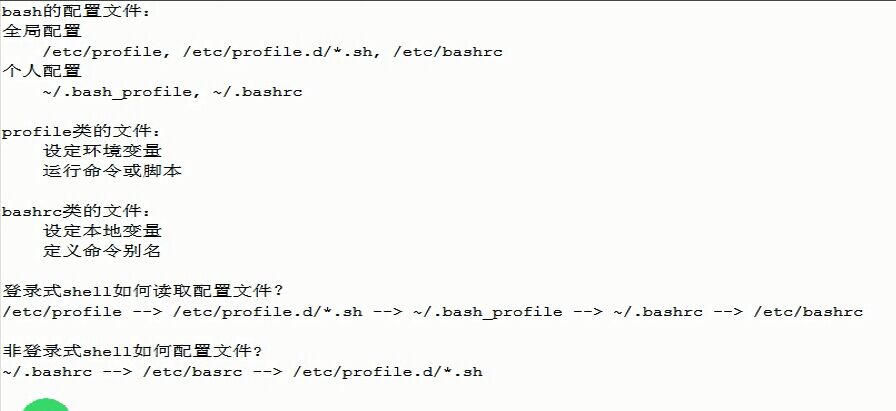 bash的配置文件：
全局配置
/etc/profile, /etc/profile.d/*.sh, /etc/bashrc
个人配置
~/.bash_profile, ~/.bashrc
profile类的文件：
设定环境变量
运行命令或脚本
bashrc类的文件：
设定本地变量
定义命令别名
登录式shell如何读取配置文件？
/etc/profile --> /etc/profile.d/*.sh --> ~/.bash_profile --> ~/.bashrc --> /etc/bashrc
非登录式shell如何配置文件?
~/.bashrc --> /etc/basrc --> /etc/profile.d/*.sh